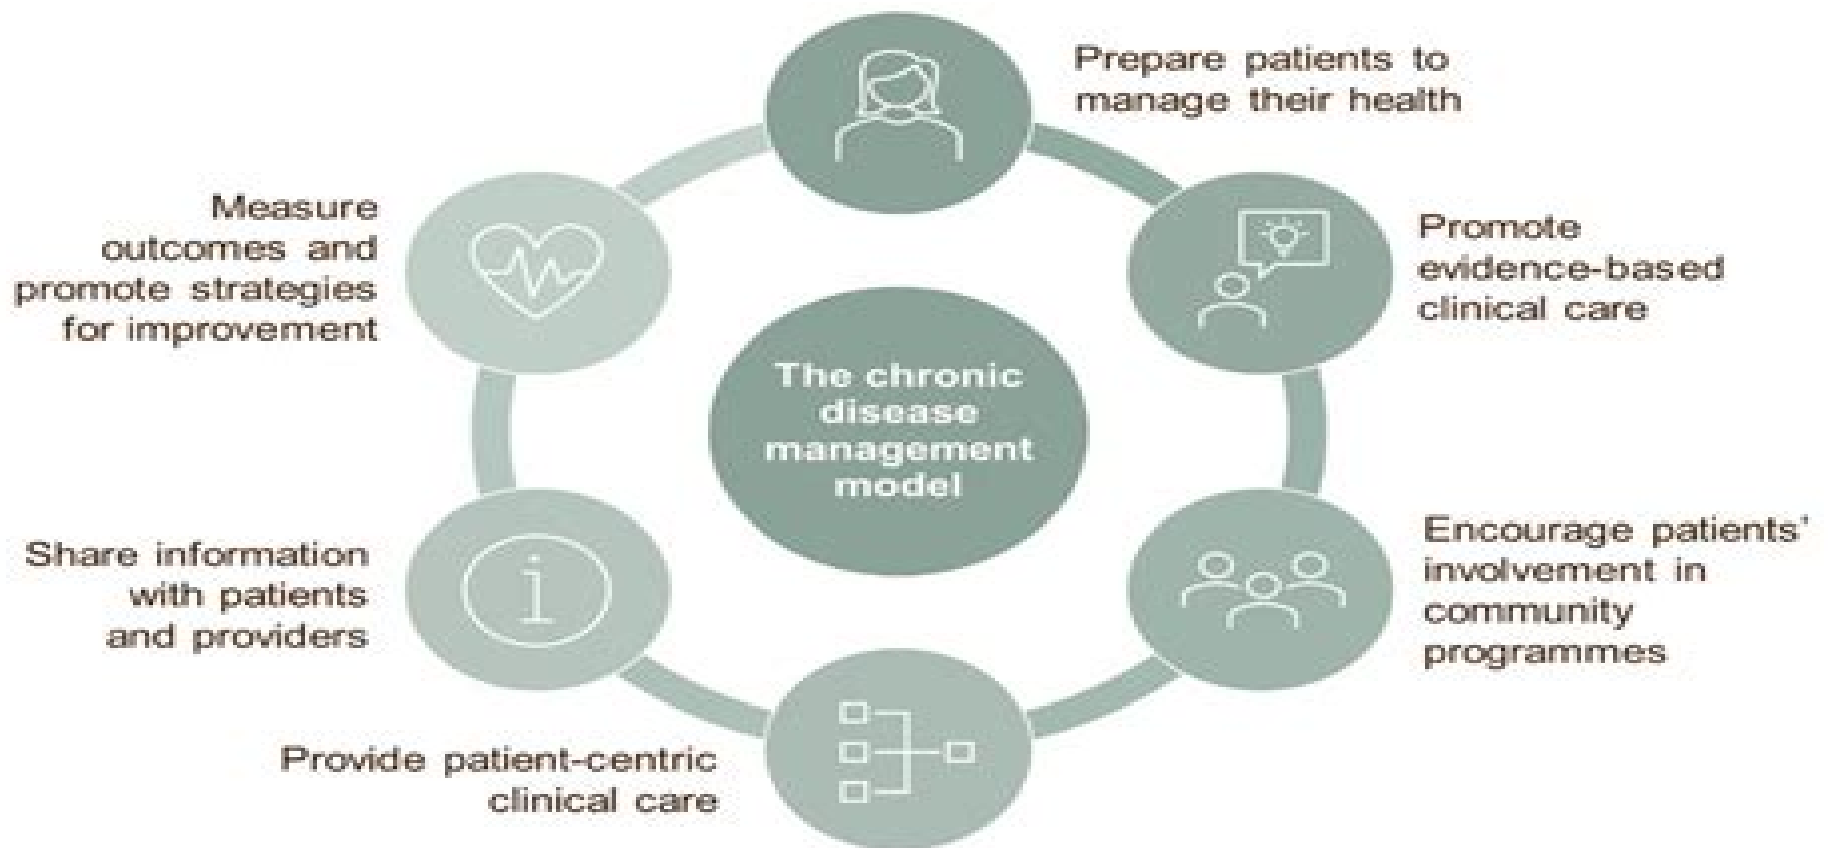 Prepare patients to
manage their health
Promote
evidence-based
clinical care
Encourage patients'
involvement in
community
programmes
Provide patient-centric
clinical care
Share information
with patients
and providers
Measure
outcomes and
promote strategies
for improvement
The chronic
disease
management
model